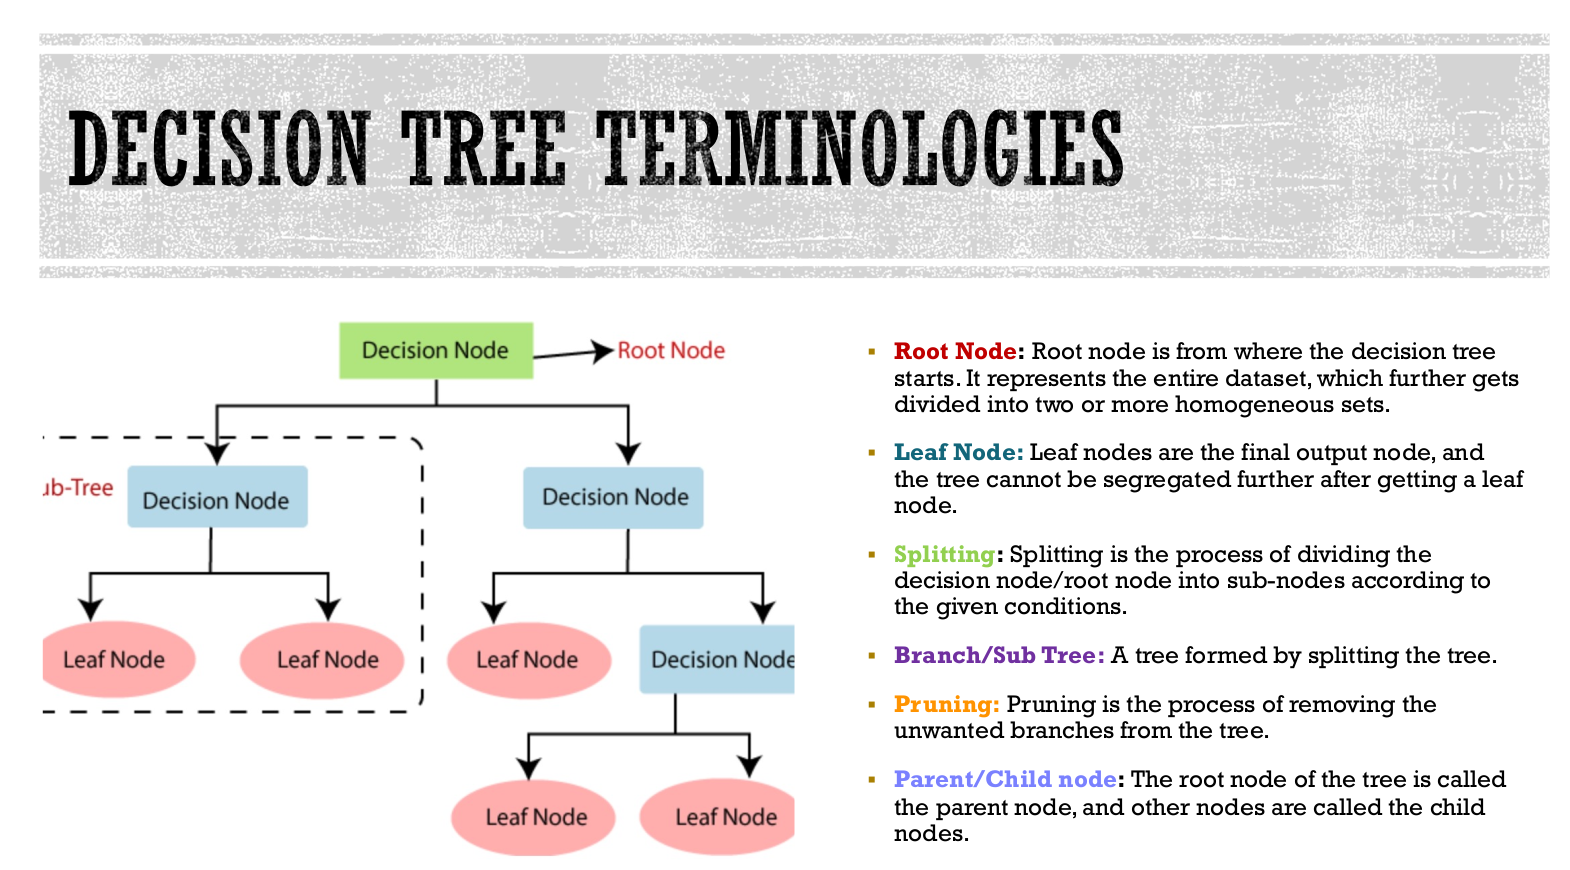 DECISION TREE TERMINOLOGIES
Decision Node
Root Node
ub-Tree
Decision Node
Decision Node
Leaf Node
Leaf Node
Leaf Node
Decision Node
Leaf Node
Leaf Node
Root Node: Root node is from where the decision tree
starts. It represents the entire dataset, which further gets
divided into two or more homogeneous sets.
Leaf Node: Leaf nodes are the final output node, and
the tree cannot be segregated further after getting a leaf
node.
Splitting: Splitting is the process of dividing the
decision node/root node into sub-nodes according to
the given conditions.
Branch/Sub Tree: A tree formed by splitting the tree.
Pruning: Pruning is the process of removing the
unwanted branches from the tree.
Parent/Child node: The root node of the tree is called
the parent node, and other nodes are called the child
nodes.